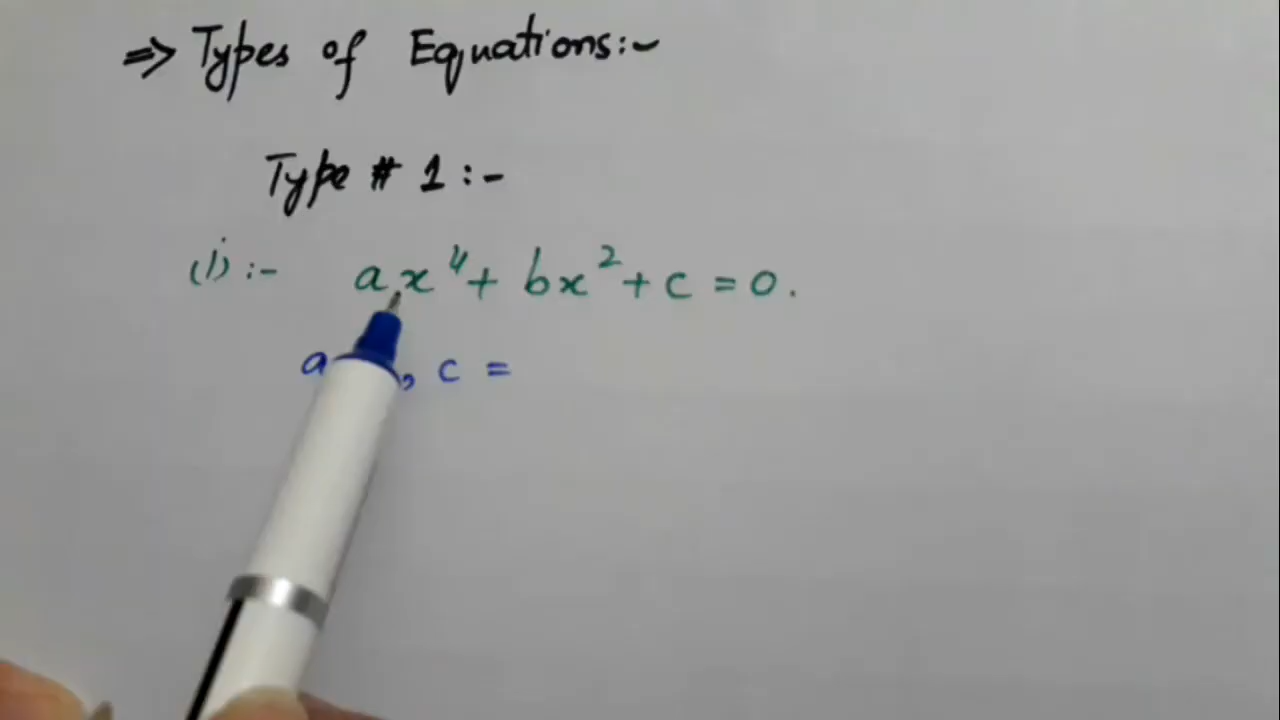 ⇒ Types of Equations:-
Type # 1:-
(i):- ax⁴ + bx² + c = 0.
a , c =